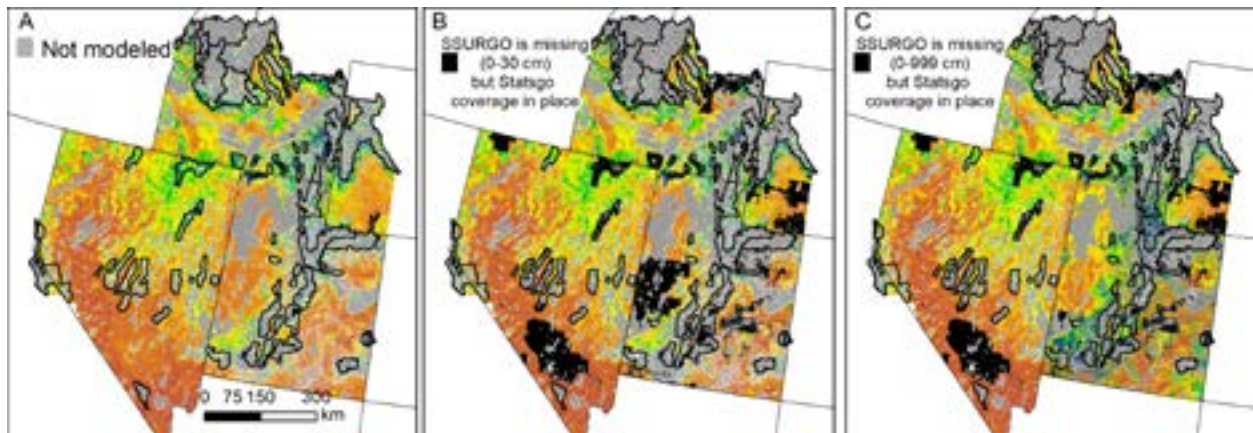 A
Not modeled
0 75 150 300
km
B
SSURGO is missing
(0-30 cm)
but Statsgo
coverage in place
C
SSURGO is missing
(0-999 cm)
but Statsgo
coverage in place